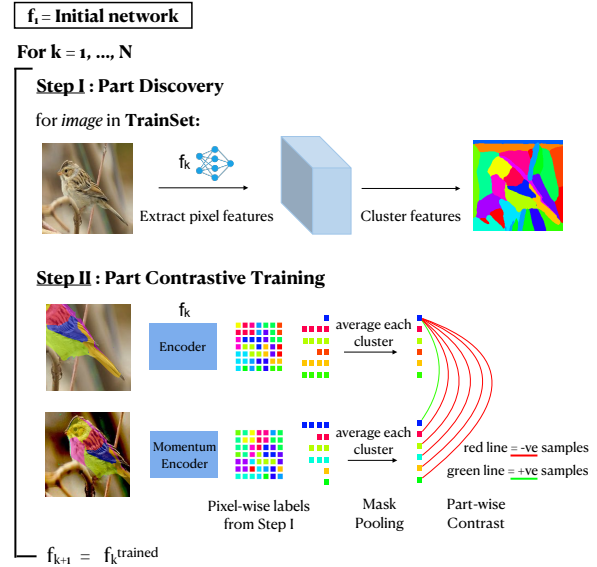 f₁ = Initial network
For k = 1, ..., N
Step I : Part Discovery
for image in TrainSet:
fₖ
Extract pixel features
Cluster features
Step II : Part Contrastive Training
fₖ
Encoder
average each
cluster
Momentum
Encoder
average each
cluster
red line = -ve samples
green line = +ve samples
Pixel-wise labels
from Step I
Mask
Pooling
Part-wise
Contrast
fₖ₊₁ = fₖᵗʳᵃⁱⁿᵉᵈ